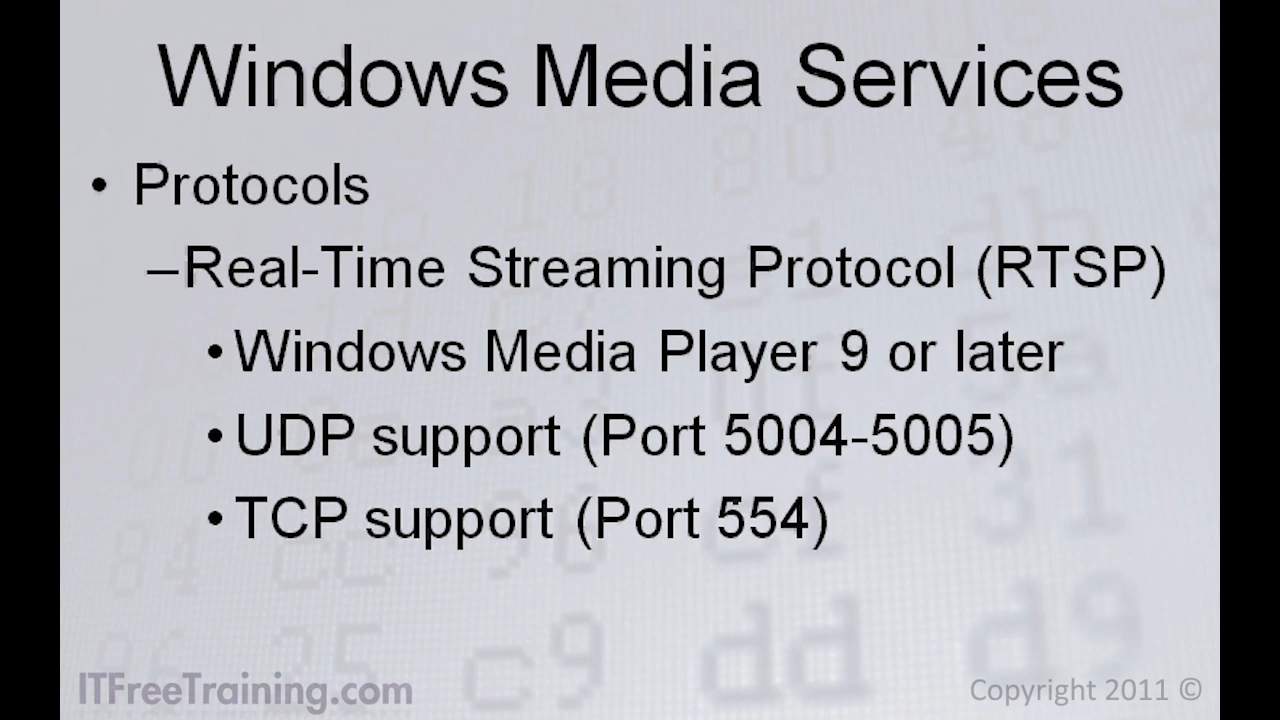 Windows Media Services
• Protocols
–Real-Time Streaming Protocol (RTSP)
• Windows Media Player 9 or later
• UDP support (Port 5004-5005)
• TCP support (Port 554)
ITFreeTraining.com
Copyright 2011 ©